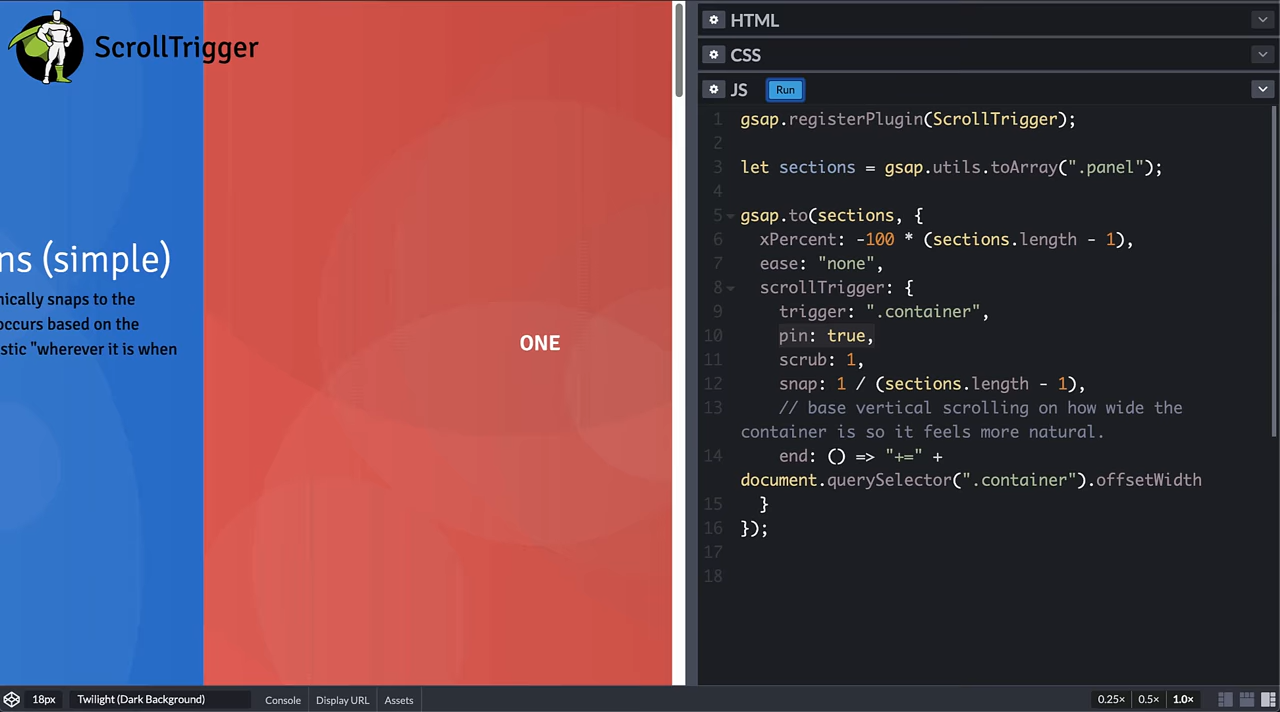 ScrollTrigger
ns (simple)
nically snaps to the
occurs based on the
stic "wherever it is when
ONE
HTML
CSS
JS Run
1 gsap.registerPlugin(ScrollTrigger);
2
3 let sections = gsap.utils.toArray(".panel");
4
5 gsap.to(sections, {
6 xPercent: -100 * (sections.length - 1),
7 ease: "none",
8 scrollTrigger: {
9 trigger: ".container",
10 pin: true,
11 scrub: 1,
12 snap: 1 / (sections.length - 1),
13 // base vertical scrolling on how wide the
container is so it feels more natural.
14 end: () => "+=" +
document.querySelector(".container").offsetWidth
15 }
16 });
17
18
18px Twilight (Dark Background) Console Display URL Assets 0.25× 0.5× 1.0×